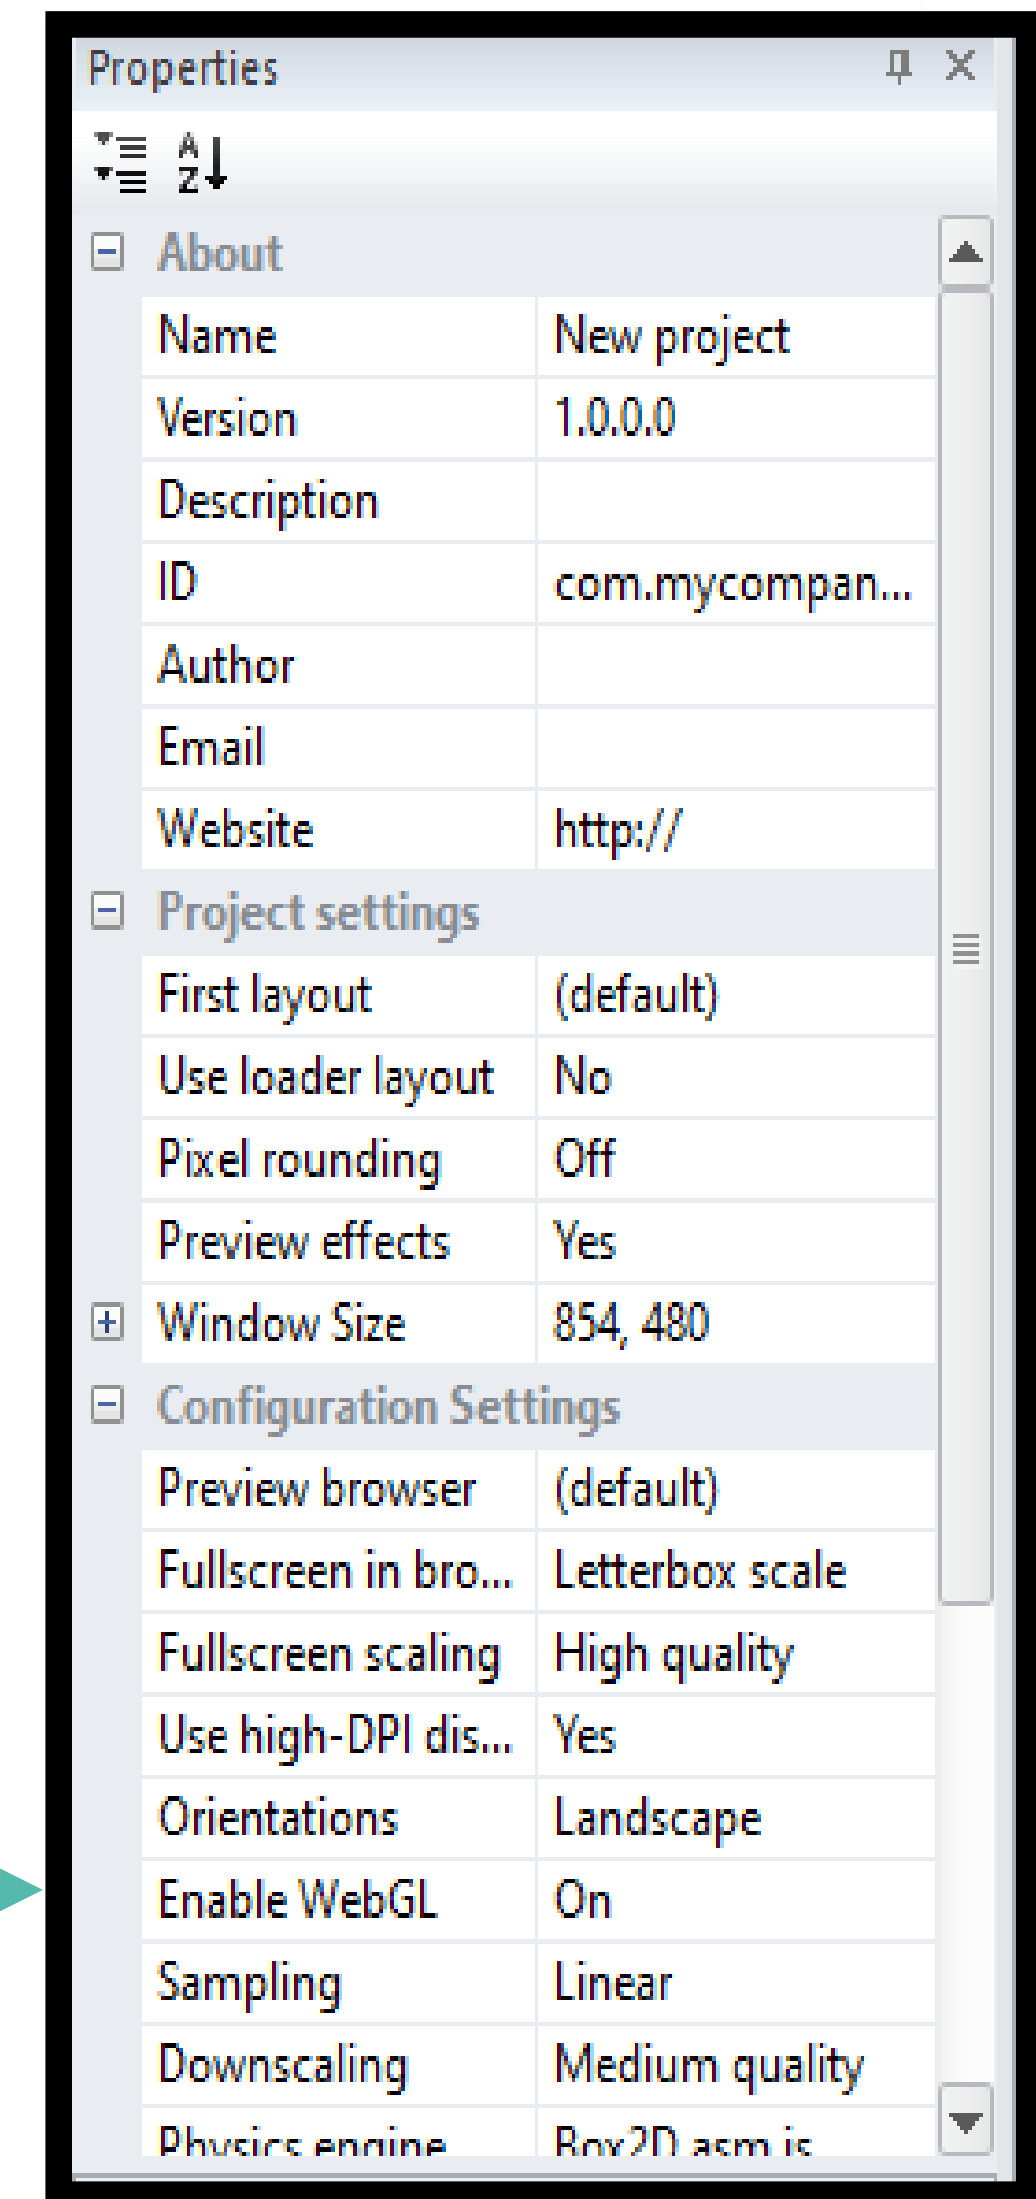 Properties
A
Z
About
Name New project
Version 1.0.0.0
Description
ID com.mycompan...
Author
Email
Website http://
Project settings
First layout (default)
Use loader layout No
Pixel rounding Off
Preview effects Yes
Window Size 854, 480
Configuration Settings
Preview browser (default)
Fullscreen in bro... Letterbox scale
Fullscreen scaling High quality
Use high-DPI dis... Yes
Orientations Landscape
Enable WebGL On
Sampling Linear
Downscaling Medium quality
Physics engine Box2D asm.js